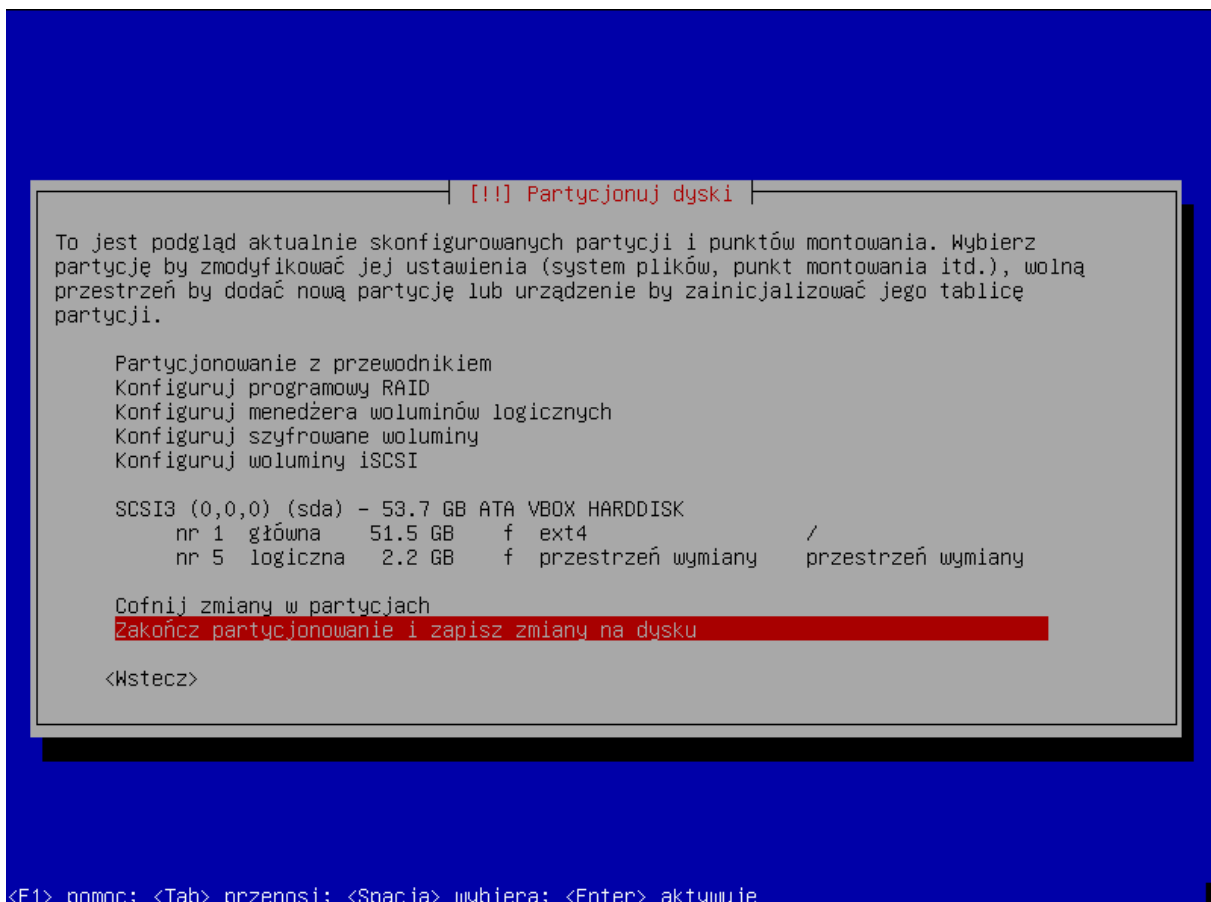 [!!] Partycjonuj dyski
To jest podgląd aktualnie skonfigurowanych partycji i punktów montowania. Wybierz
partycję by zmodyfikować jej ustawienia (system plików, punkt montowania itd.), wolną
przestrzeń by dodać nową partycję lub urządzenie by zainicjalizować jego tablicę
partycji.
Partycjonowanie z przewodnikiem
Konfiguruj programowy RAID
Konfiguruj menedżera woluminów logicznych
Konfiguruj szyfrowane woluminy
Konfiguruj woluminy iSCSI
SCSI3 (0,0,0) (sda) – 53.7 GB ATA VBOX HARDDISK
nr 1 główna 51.5 GB f ext4 /
nr 5 logiczna 2.2 GB f przestrzeń wymiany przestrzeń wymiany
Cofnij zmiany w partycjach
Zakończ partycjonowanie i zapisz zmiany na dysku
<Wstecz>
<F1> pomoc; <Tab> przenosi; <Spacja> wybiera; <Enter> aktywuje